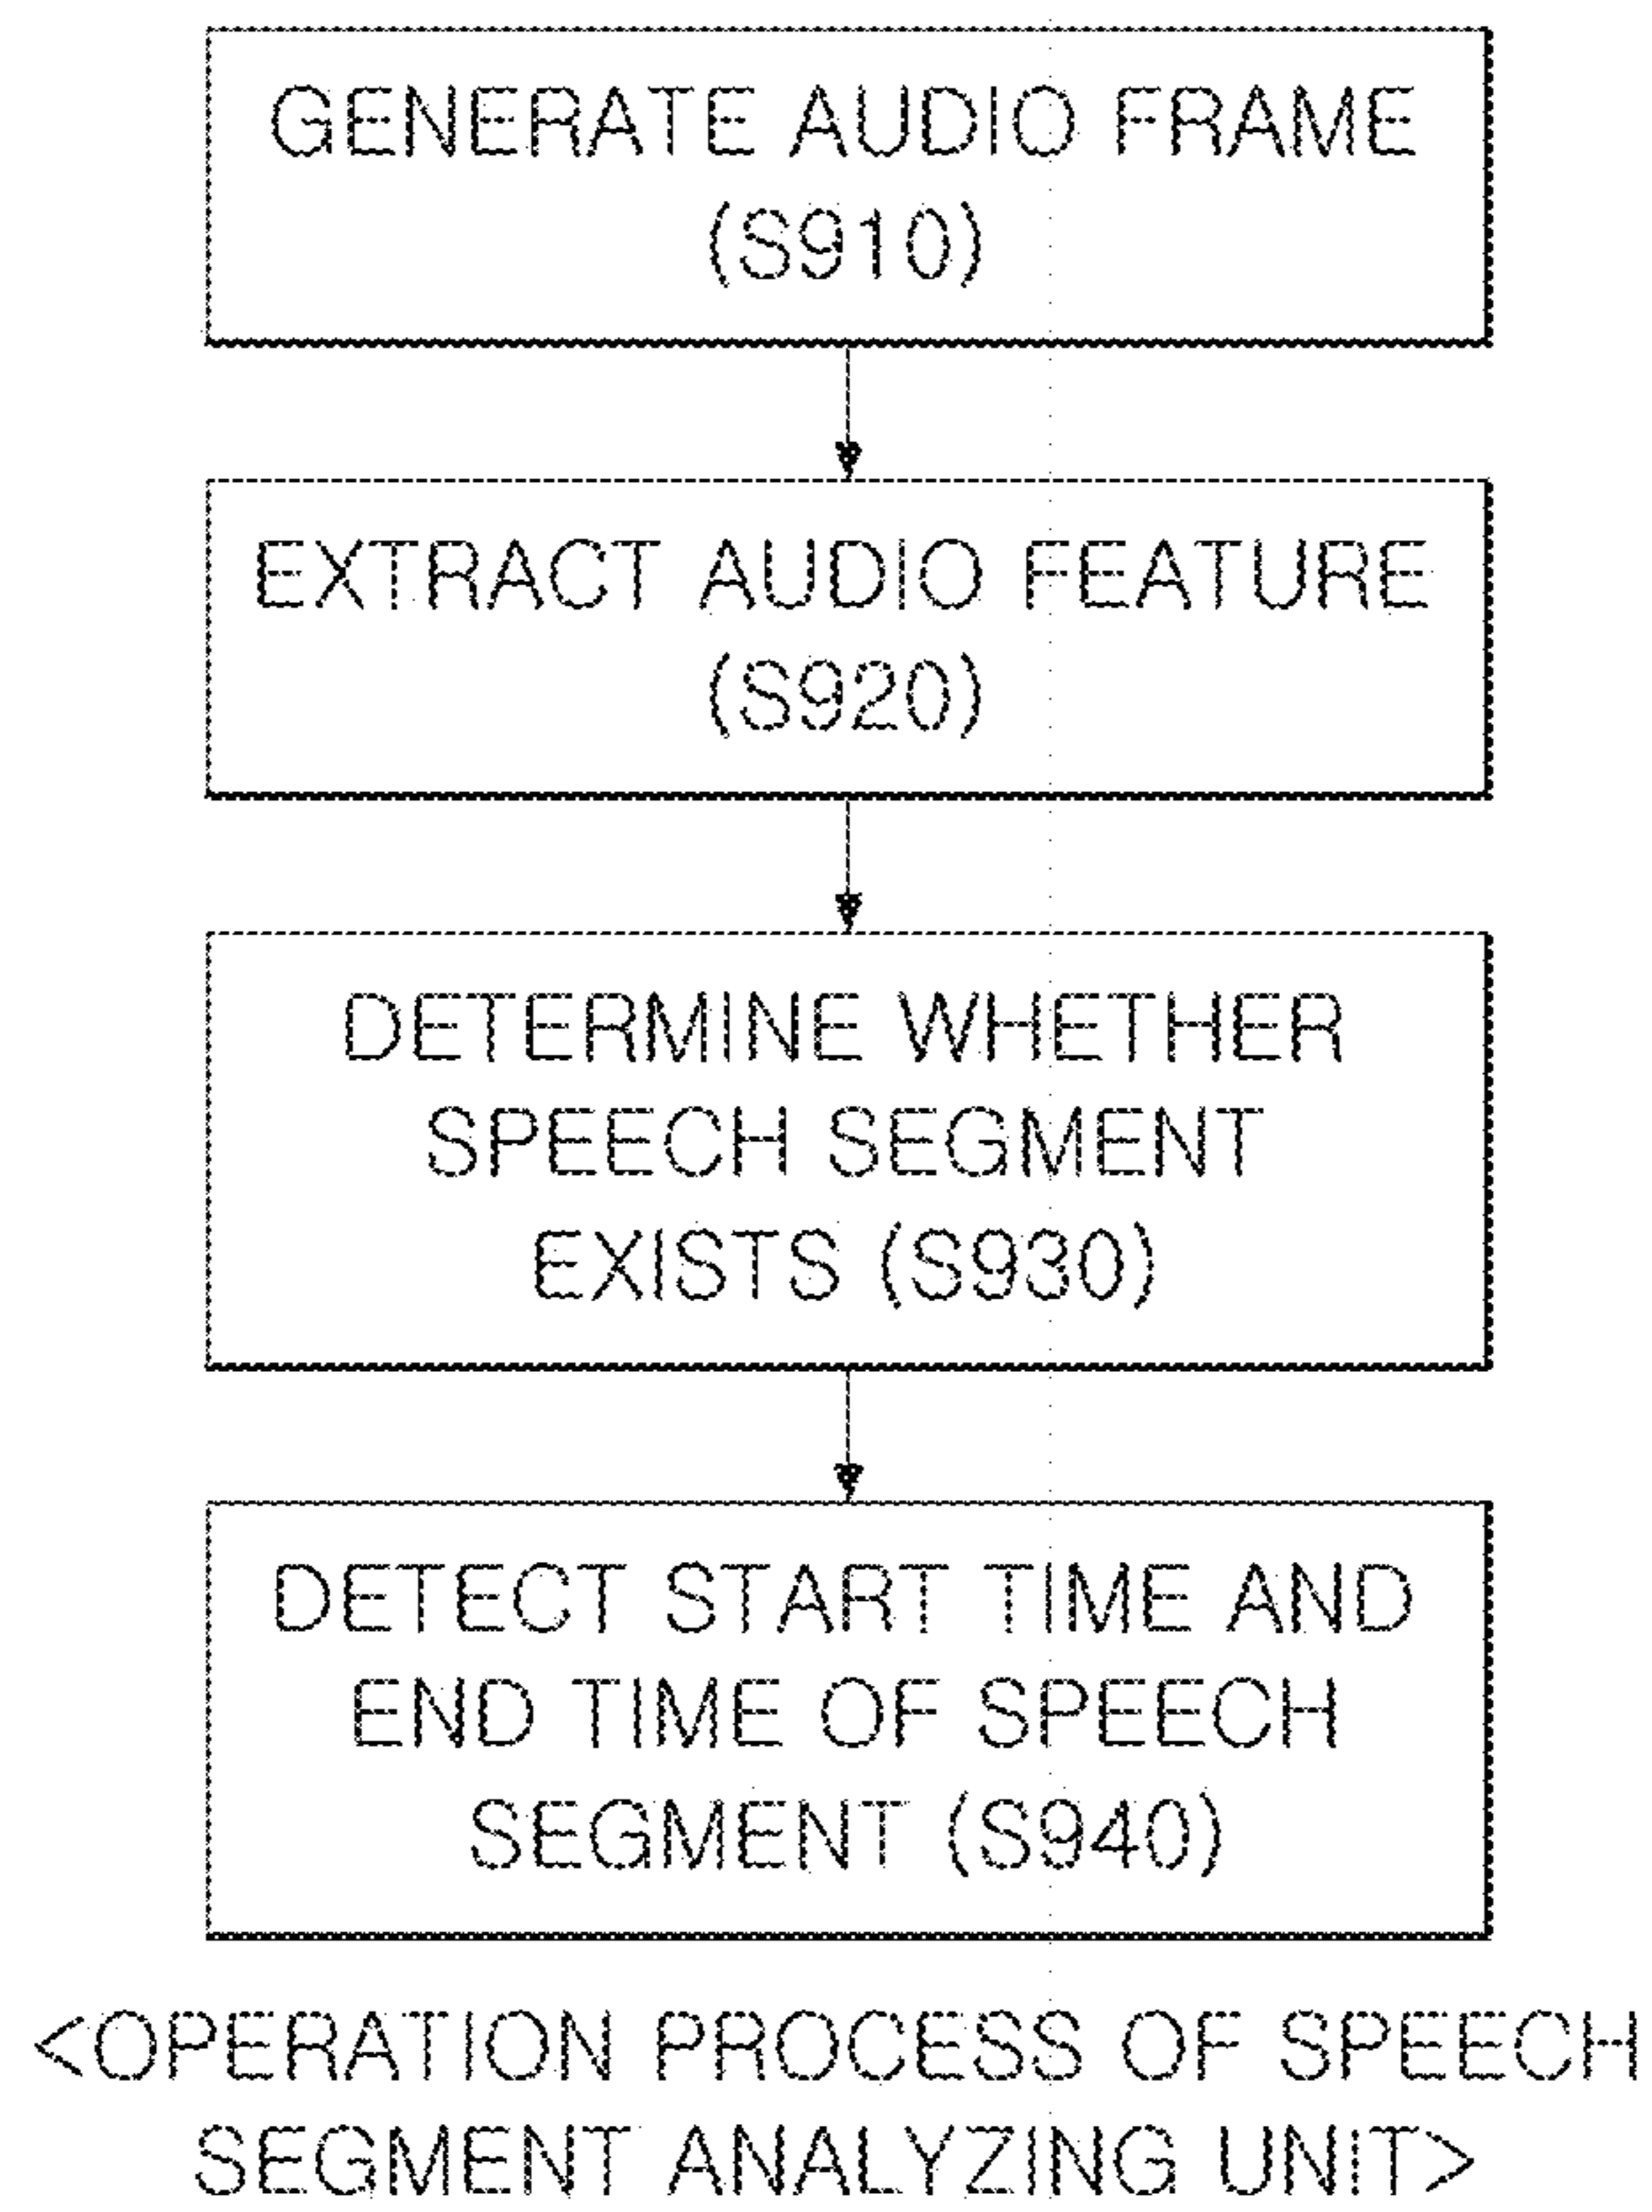 GENERATE AUDIO FRAME
(S910)
EXTRACT AUDIO FEATURE
(S920)
DETERMINE WHETHER
SPEECH SEGMENT
EXISTS (S930)
DETECT START TIME AND
END TIME OF SPEECH
SEGMENT (S940)
<OPERATION PROCESS OF SPEECH
SEGMENT ANALYZING UNIT>